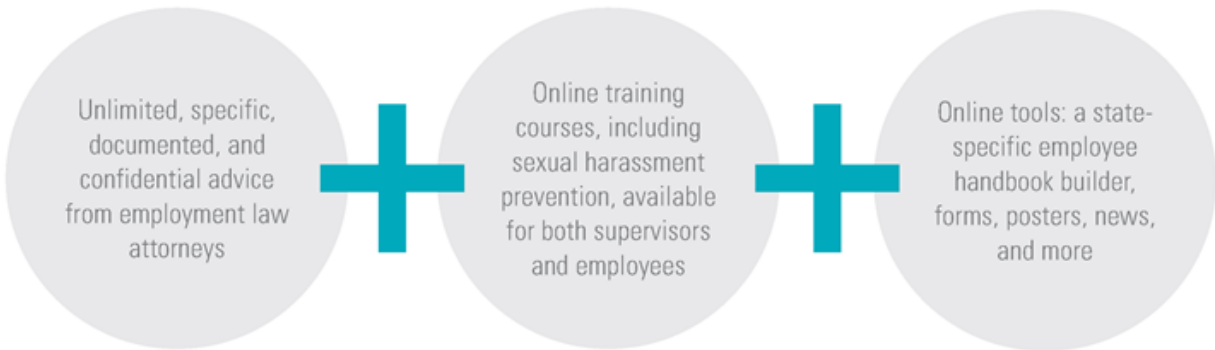 Unlimited, specific,
documented, and
confidential advice
from employment law
attorneys
Online training
courses, including
sexual harassment
prevention, available
for both supervisors
and employees
Online tools: a state-
specific employee
handbook builder,
forms, posters, news,
and more